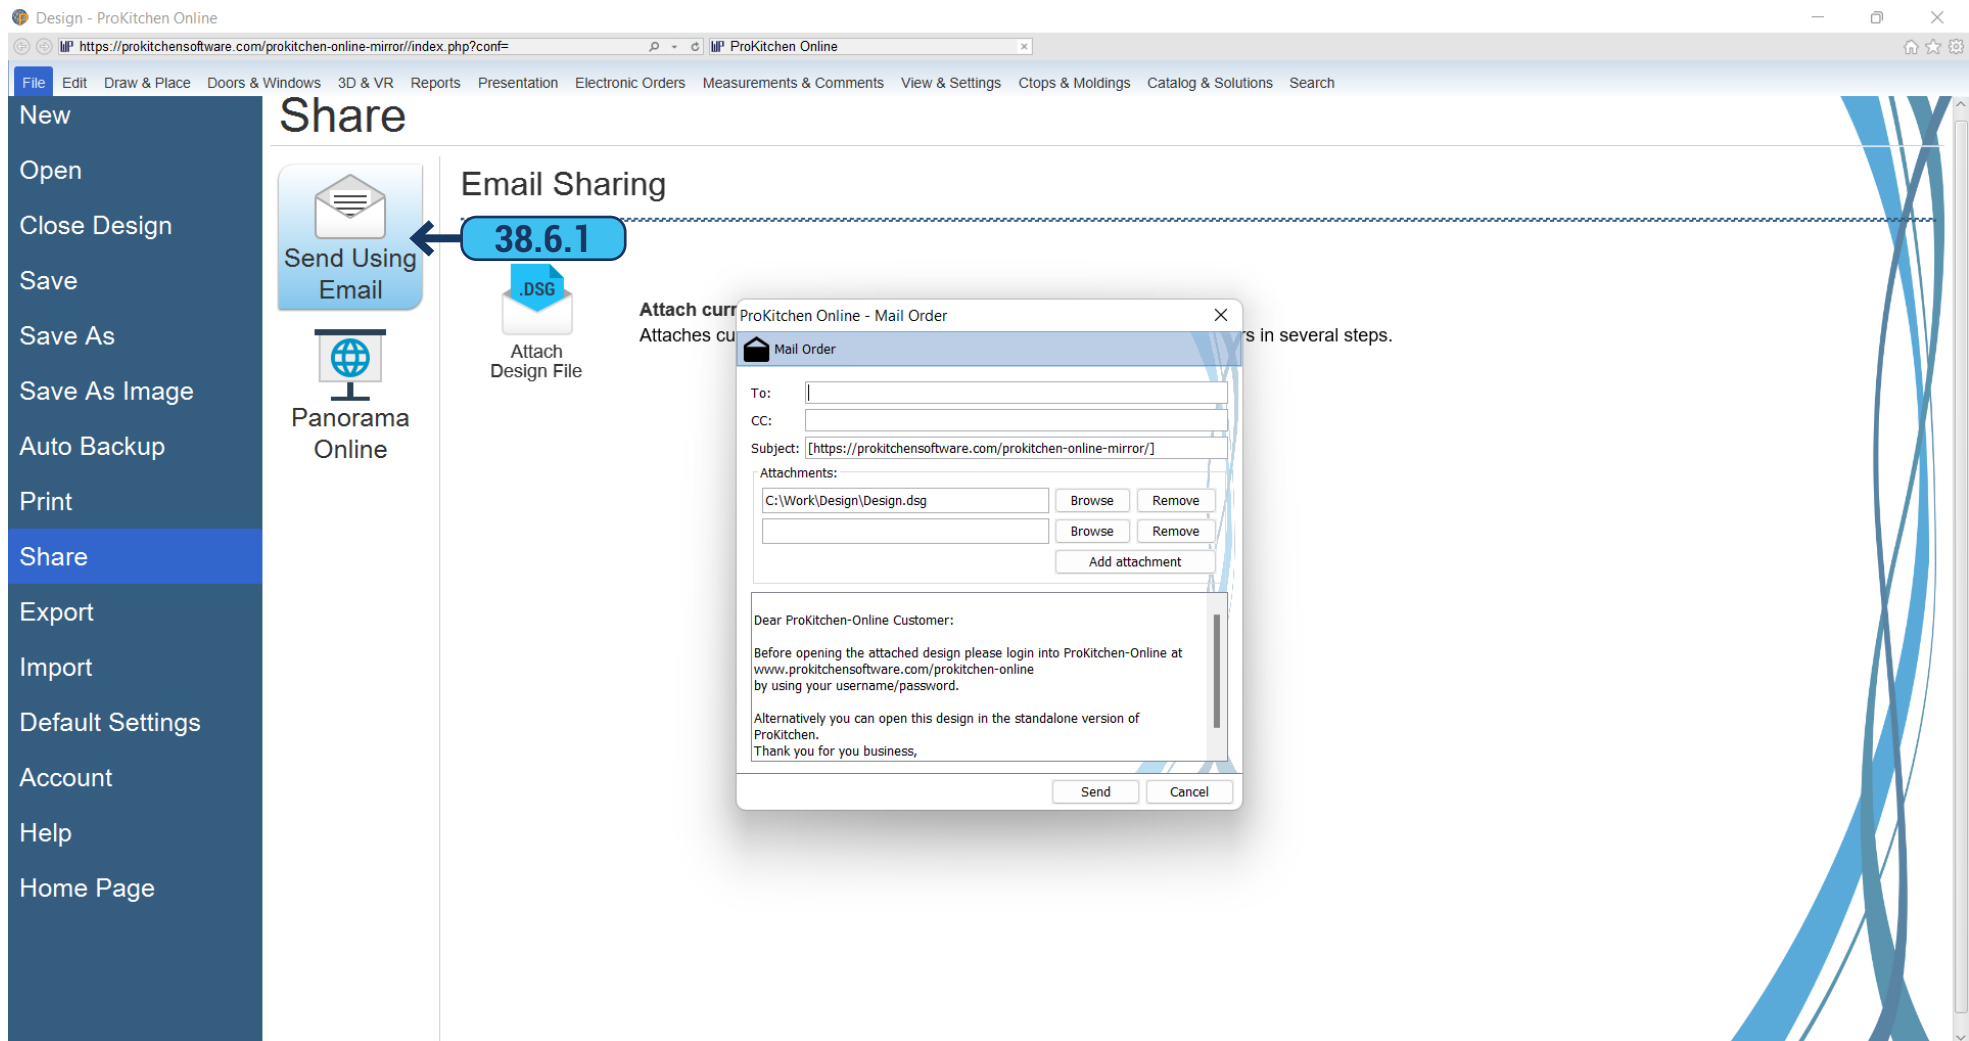 Design - ProKitchen Online
https://prokitchensoftware.com/prokitchen-online-mirror//index.php?conf=
ProKitchen Online
File Edit Draw & Place Doors & Windows 3D & VR Reports Presentation Electronic Orders Measurements & Comments View & Settings Ctops & Moldings Catalog & Solutions Search
New
Open
Close Design
Save
Save As
Save As Image
Auto Backup
Print
Share
Export
Import
Default Settings
Account
Help
Home Page
Share
Send Using
Email
Panorama
Online
Email Sharing
38.6.1
.DSG
Attach
Design File
Attach curr
Attaches cu
rs in several steps.
ProKitchen Online - Mail Order
Mail Order
To:
CC:
Subject: [https://prokitchensoftware.com/prokitchen-online-mirror/]
Attachments:
C:\Work\Design\Design.dsg Browse Remove
Browse Remove
Add attachment
Dear ProKitchen-Online Customer:
Before opening the attached design please login into ProKitchen-Online at
www.prokitchensoftware.com/prokitchen-online
by using your username/password.
Alternatively you can open this design in the standalone version of
ProKitchen.
Thank you for you business,
Send Cancel